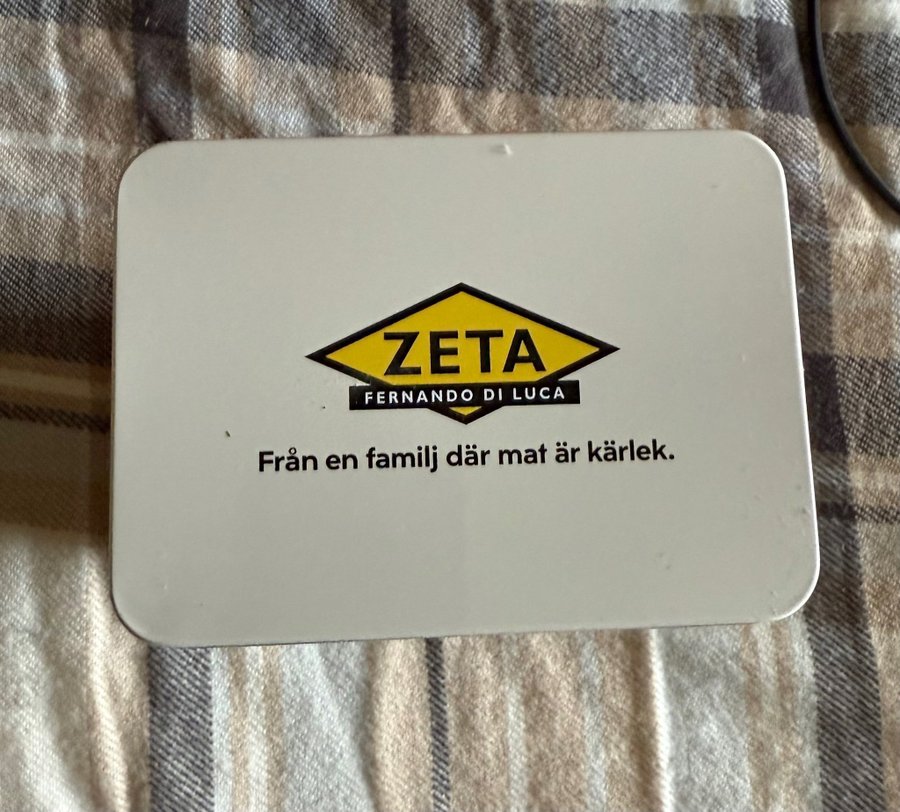 ZETA
FERNANDO DI LUCA
Från en familj där mat är kärlek.